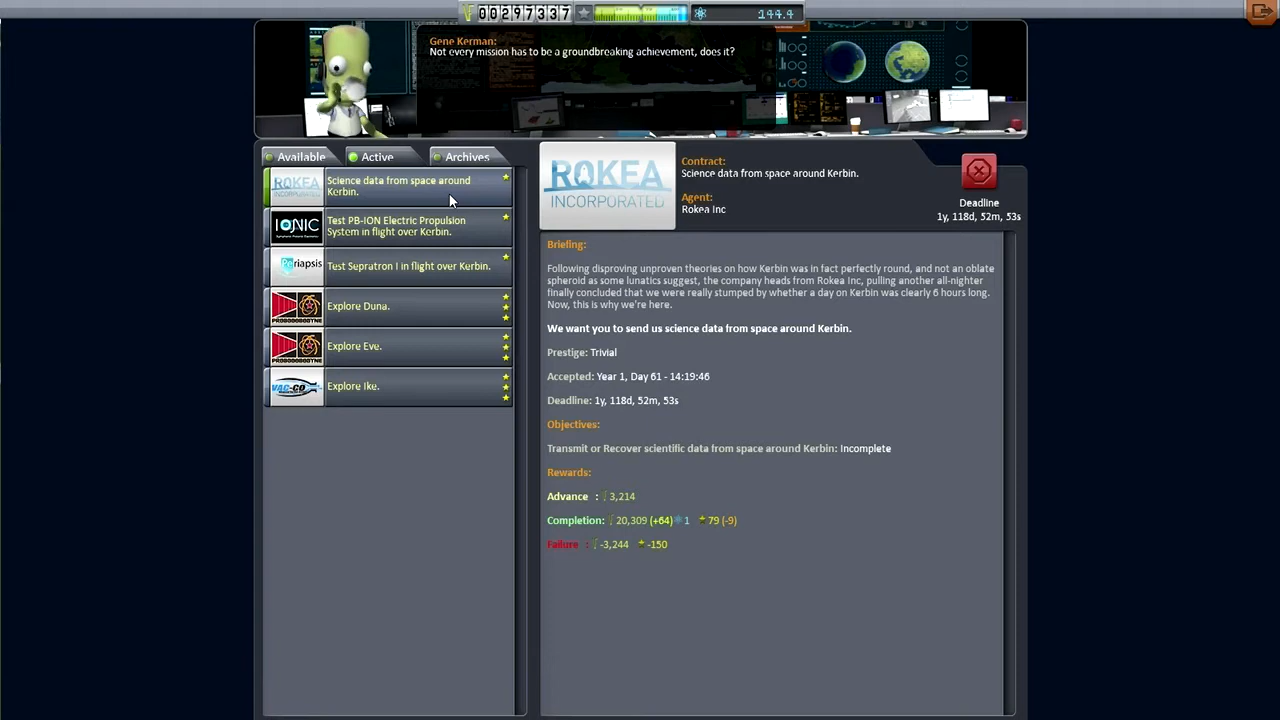 00297337
144.4
Gene Kerman:
Not every mission has to be a groundbreaking achievement, does it?
Available
Active
Archives
Science data from space around
Kerbin.
IONIC
Test PB-ION Electric Propulsion
System in flight over Kerbin.
Periapsis
Test Sepratron I in flight over Kerbin.
PROBODOBODYNE
Explore Duna.
PROBODOBODYNE
Explore Eve.
VAC-CO
Explore Ike.
ROKEA
INCORPORATED
Contract:
Science data from space around Kerbin.
Agent:
Rokea Inc
Deadline
1y, 118d, 52m, 53s
Briefing:
Following disproving unproven theories on how Kerbin was in fact perfectly round, and not an oblate
spheroid as some lunatics suggest, the company heads from Rokea Inc, pulling another all-nighter
finally concluded that we were really stumped by whether a day on Kerbin was clearly 6 hours long.
Now, this is why we're here.
We want you to send us science data from space around Kerbin.
Prestige: Trivial
Accepted: Year 1, Day 61 - 14:19:46
Deadline: 1y, 118d, 52m, 53s
Objectives:
Transmit or Recover scientific data from space around Kerbin: Incomplete
Rewards:
Advance : 3,214
Completion: 20,309 (+64) 1 79 (-9)
Failure : -3,244 -150